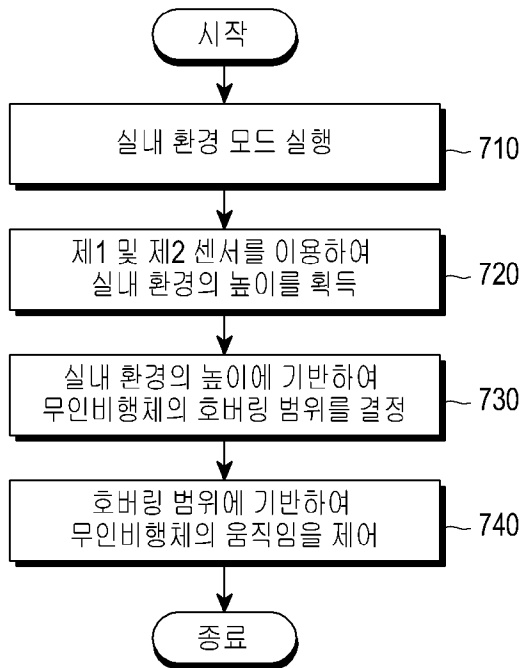 시작
실내 환경 모드 실행
710
제1 및 제2 센서를 이용하여
실내 환경의 높이를 획득
720
실내 환경의 높이에 기반하여
무인비행체의 호버링 범위를 결정
730
호버링 범위에 기반하여
무인비행체의 움직임을 제어
740
종료